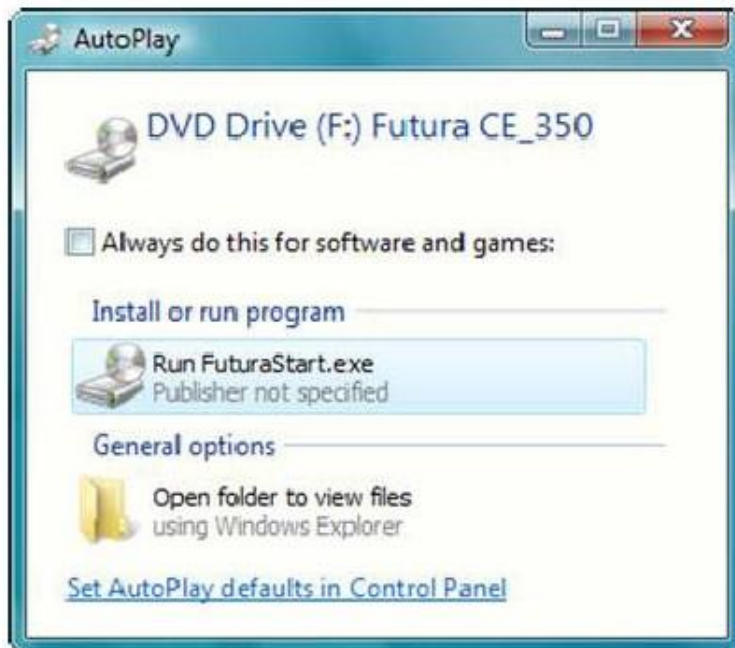 AutoPlay
DVD Drive (F:) Futura CE_350
Always do this for software and games:
Install or run program
Run FuturaStart.exe
Publisher not specified
General options
Open folder to view files
using Windows Explorer
Set AutoPlay defaults in Control Panel